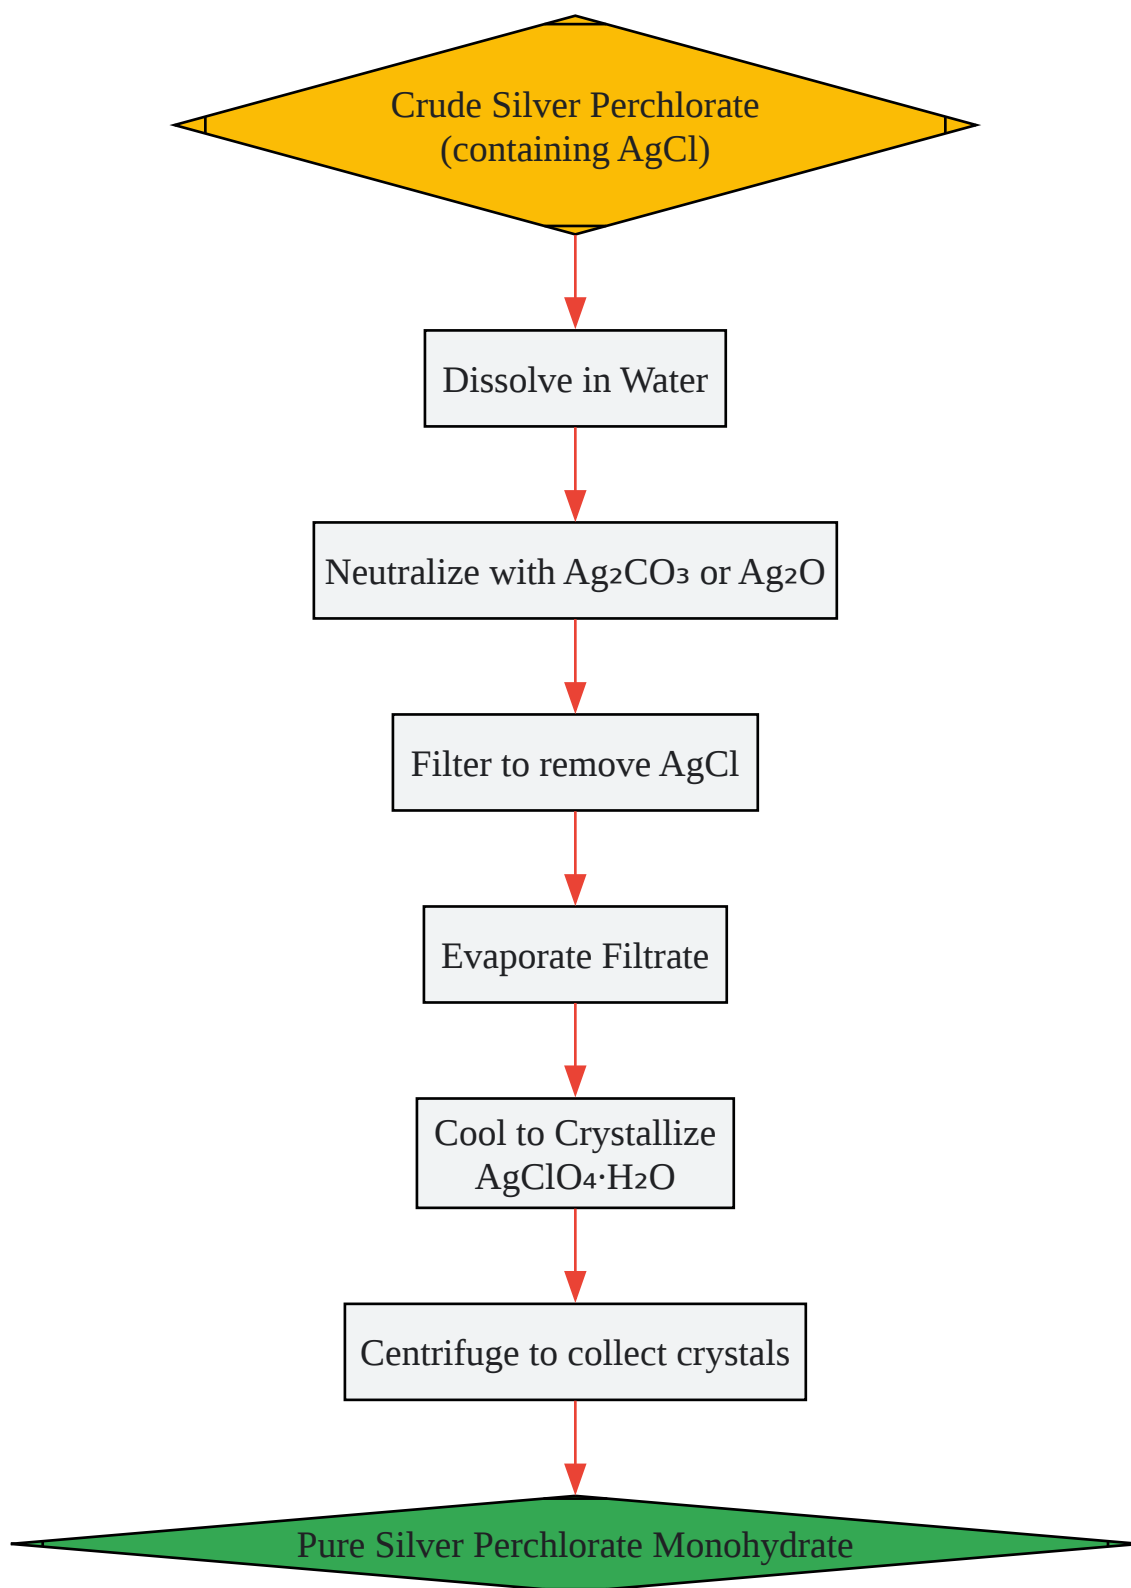 Crude Silver Perchlorate
(containing AgCl)
Dissolve in Water
Neutralize with Ag₂CO₃ or Ag₂O
Filter to remove AgCl
Evaporate Filtrate
Cool to Crystallize
AgClO₄·H₂O
Centrifuge to collect crystals
Pure Silver Perchlorate Monohydrate